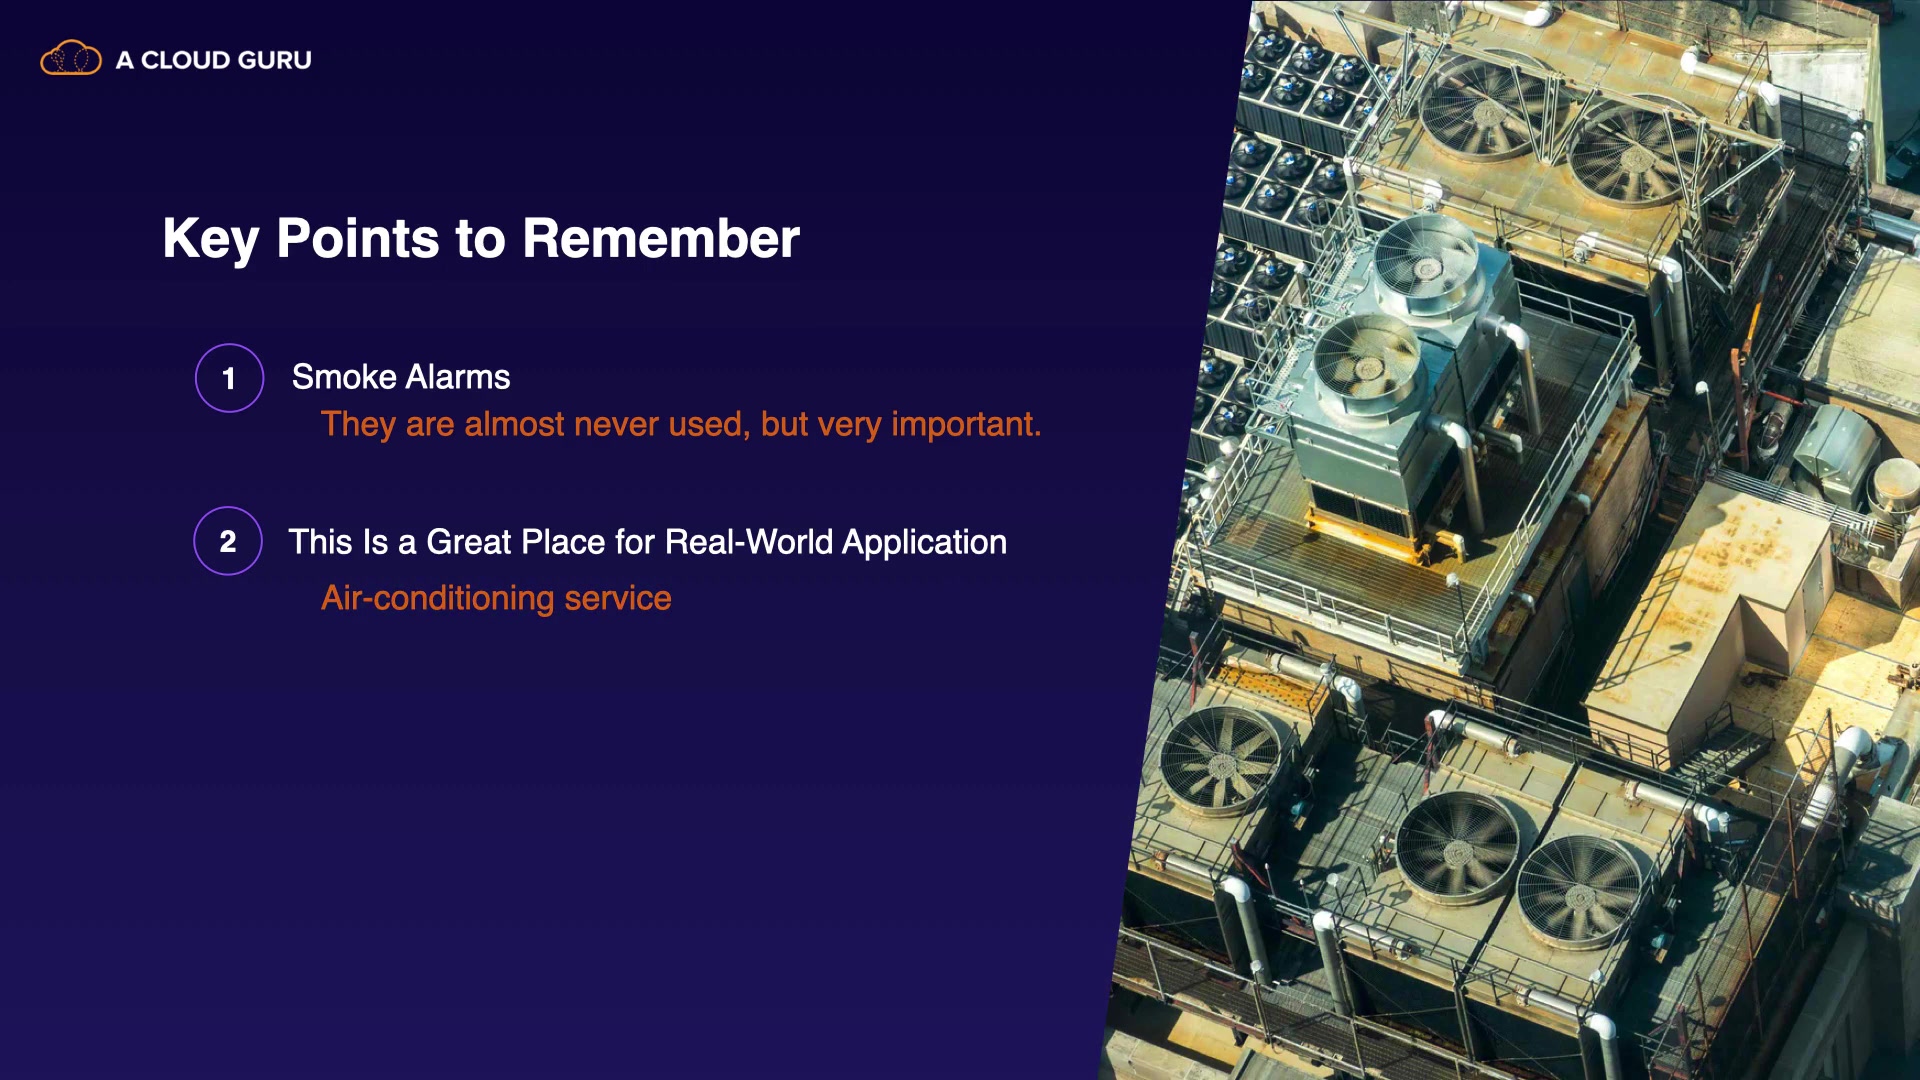 A CLOUD GURU
Key Points to Remember
1 Smoke Alarms
They are almost never used, but very important.
2 This Is a Great Place for Real-World Application
Air-conditioning service